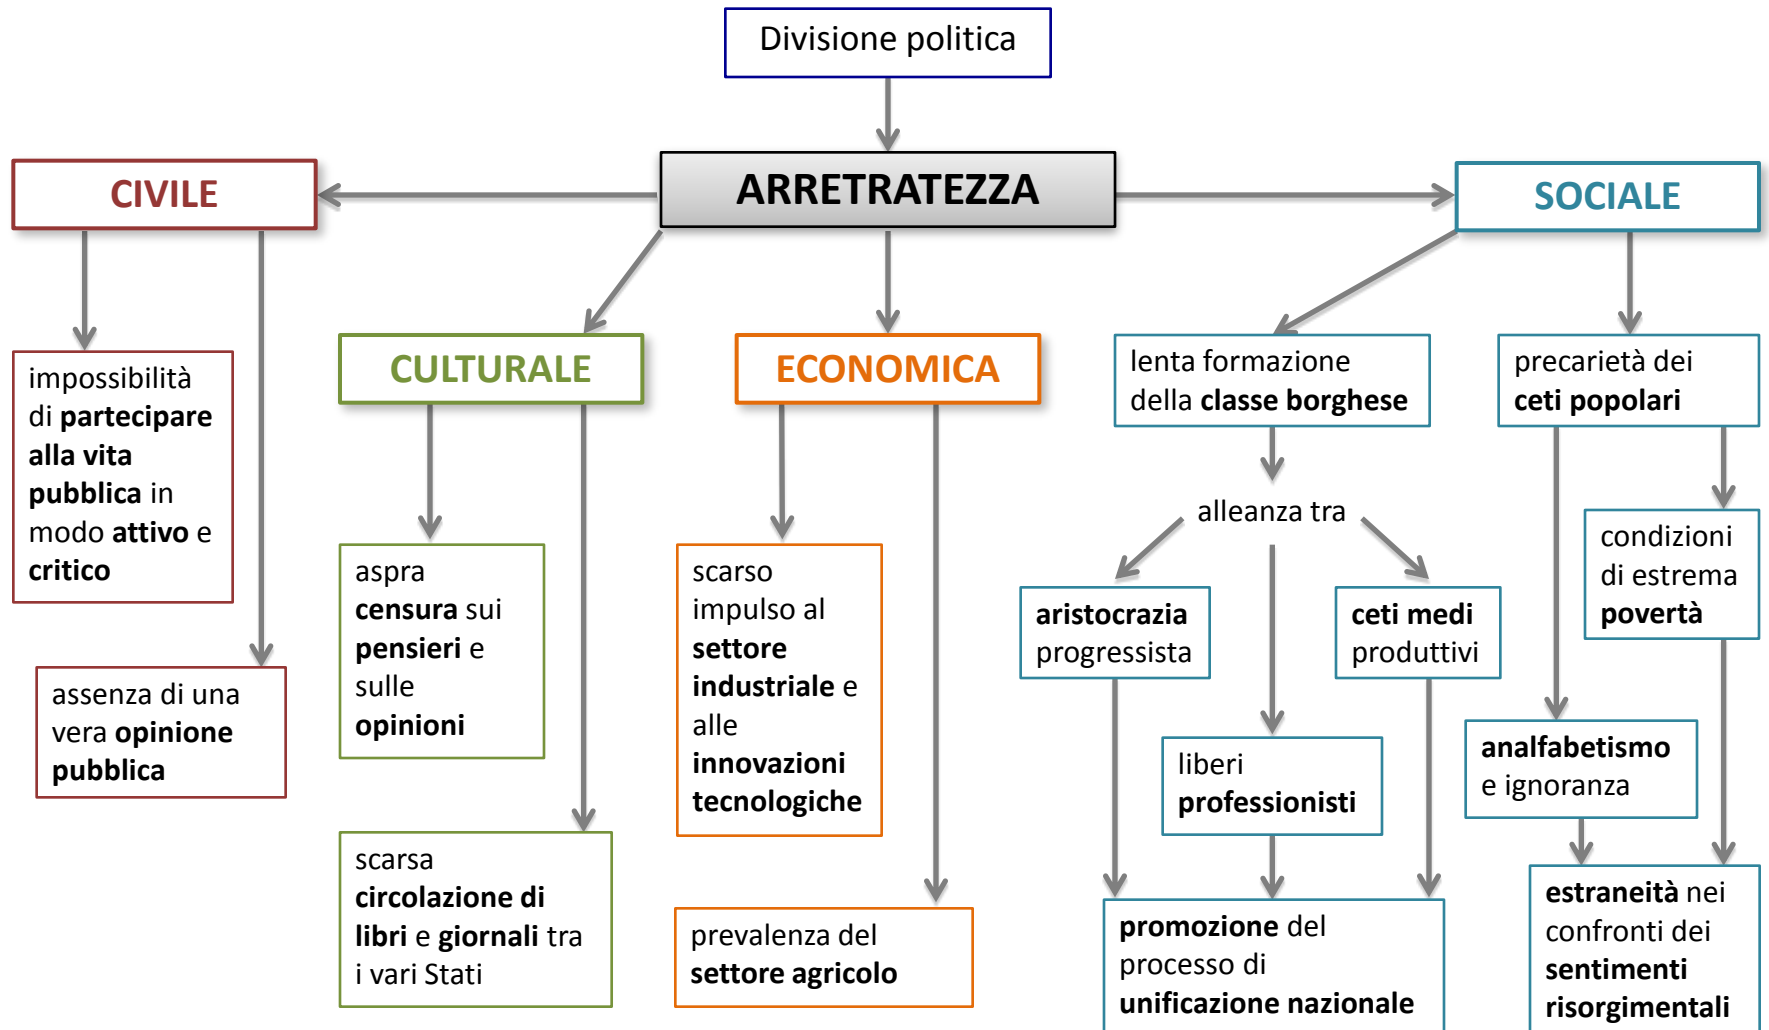 Divisione politica
ARRETRATEZZA
CIVILE
SOCIALE
CULTURALE
ECONOMICA
impossibilità
di partecipare
alla vita
pubblica in
modo attivo e
critico
assenza di una
vera opinione
pubblica
aspra
censura sui
pensieri e
sulle
opinioni
scarsa
circolazione di
libri e giornali tra
i vari Stati
scarso
impulso al
settore
industriale e
alle
innovazioni
tecnologiche
prevalenza del
settore agricolo
lenta formazione
della classe borghese
alleanza tra
aristocrazia
progressista
liberi
professionisti
ceti medi
produttivi
promozione del
processo di
unificazione nazionale
precarietà dei
ceti popolari
condizioni
di estrema
povertà
analfabetismo
e ignoranza
estraneità nei
confronti dei
sentimenti
risorgimentali